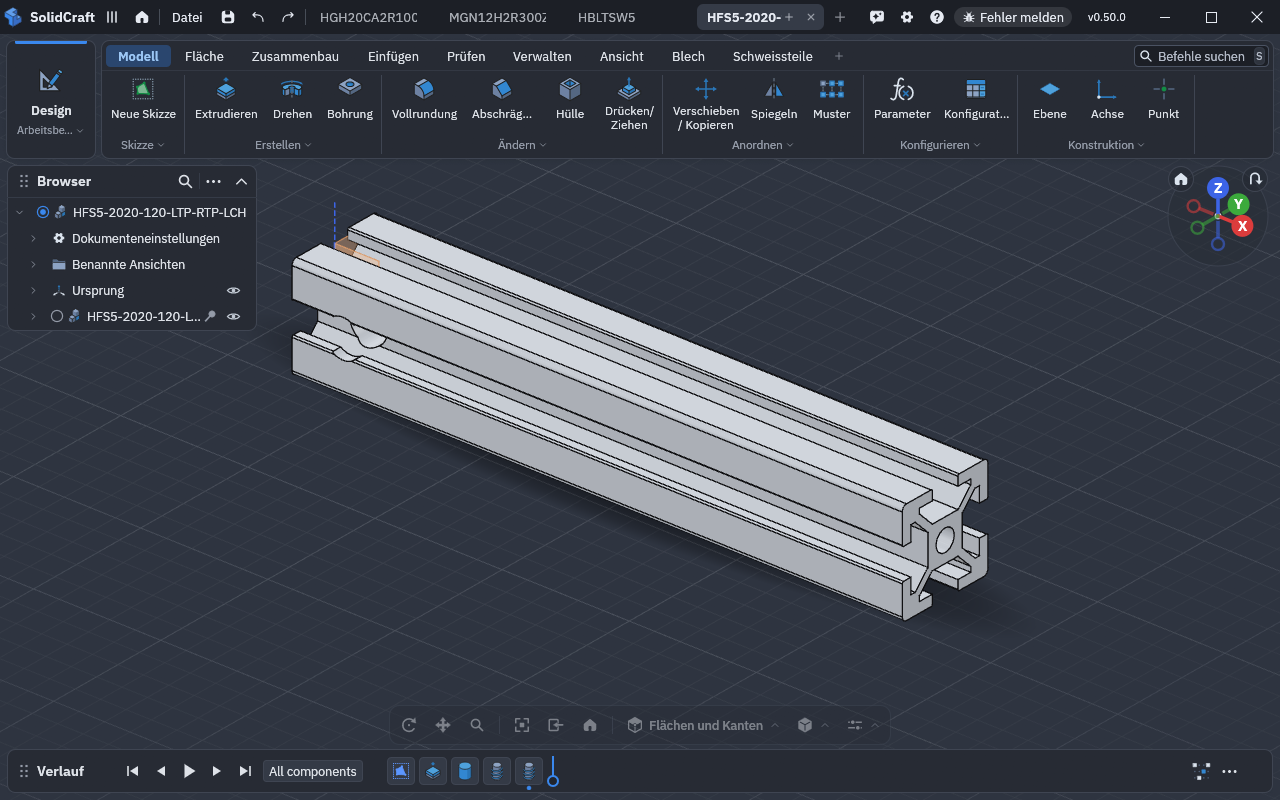 SolidCraft
Datei
HGH20CA2R10C
MGN12H2R300Z
HBLTSW5
HFS5-2020-
Fehler melden
v0.50.0
Design
Arbeitsbe...
Modell
Fläche
Zusammenbau
Einfügen
Prüfen
Verwalten
Ansicht
Blech
Schweissteile
Befehle suchen
S
Neue Skizze
Extrudieren
Drehen
Bohrung
Vollrundung
Abschräg...
Hülle
Drücken/
Ziehen
Verschieben
/ Kopieren
Spiegeln
Muster
Parameter
Konfigurat...
Ebene
Achse
Punkt
Skizze
Erstellen
Ändern
Anordnen
Konfigurieren
Konstruktion
Browser
HFS5-2020-120-LTP-RTP-LCH
Dokumenteneinstellungen
Benannte Ansichten
Ursprung
HFS5-2020-120-L...
Z
Y
X
Flächen und Kanten
Verlauf
All components